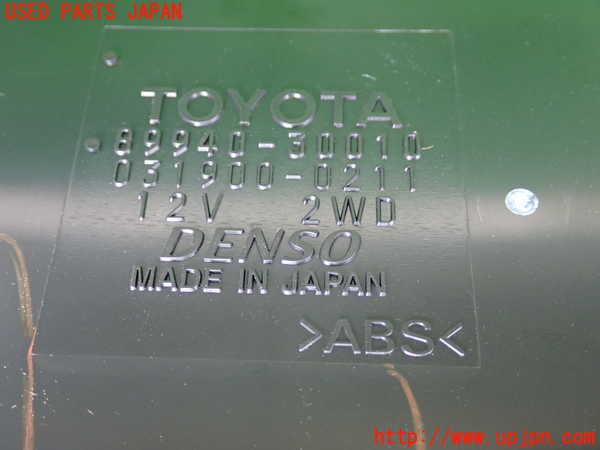 USED PARTS JAPAN
TOYOTA
89940-30010
031900-0211
12V 2WD
DENSO
MADE IN JAPAN
>ABS<
http://www.upjpn.com/